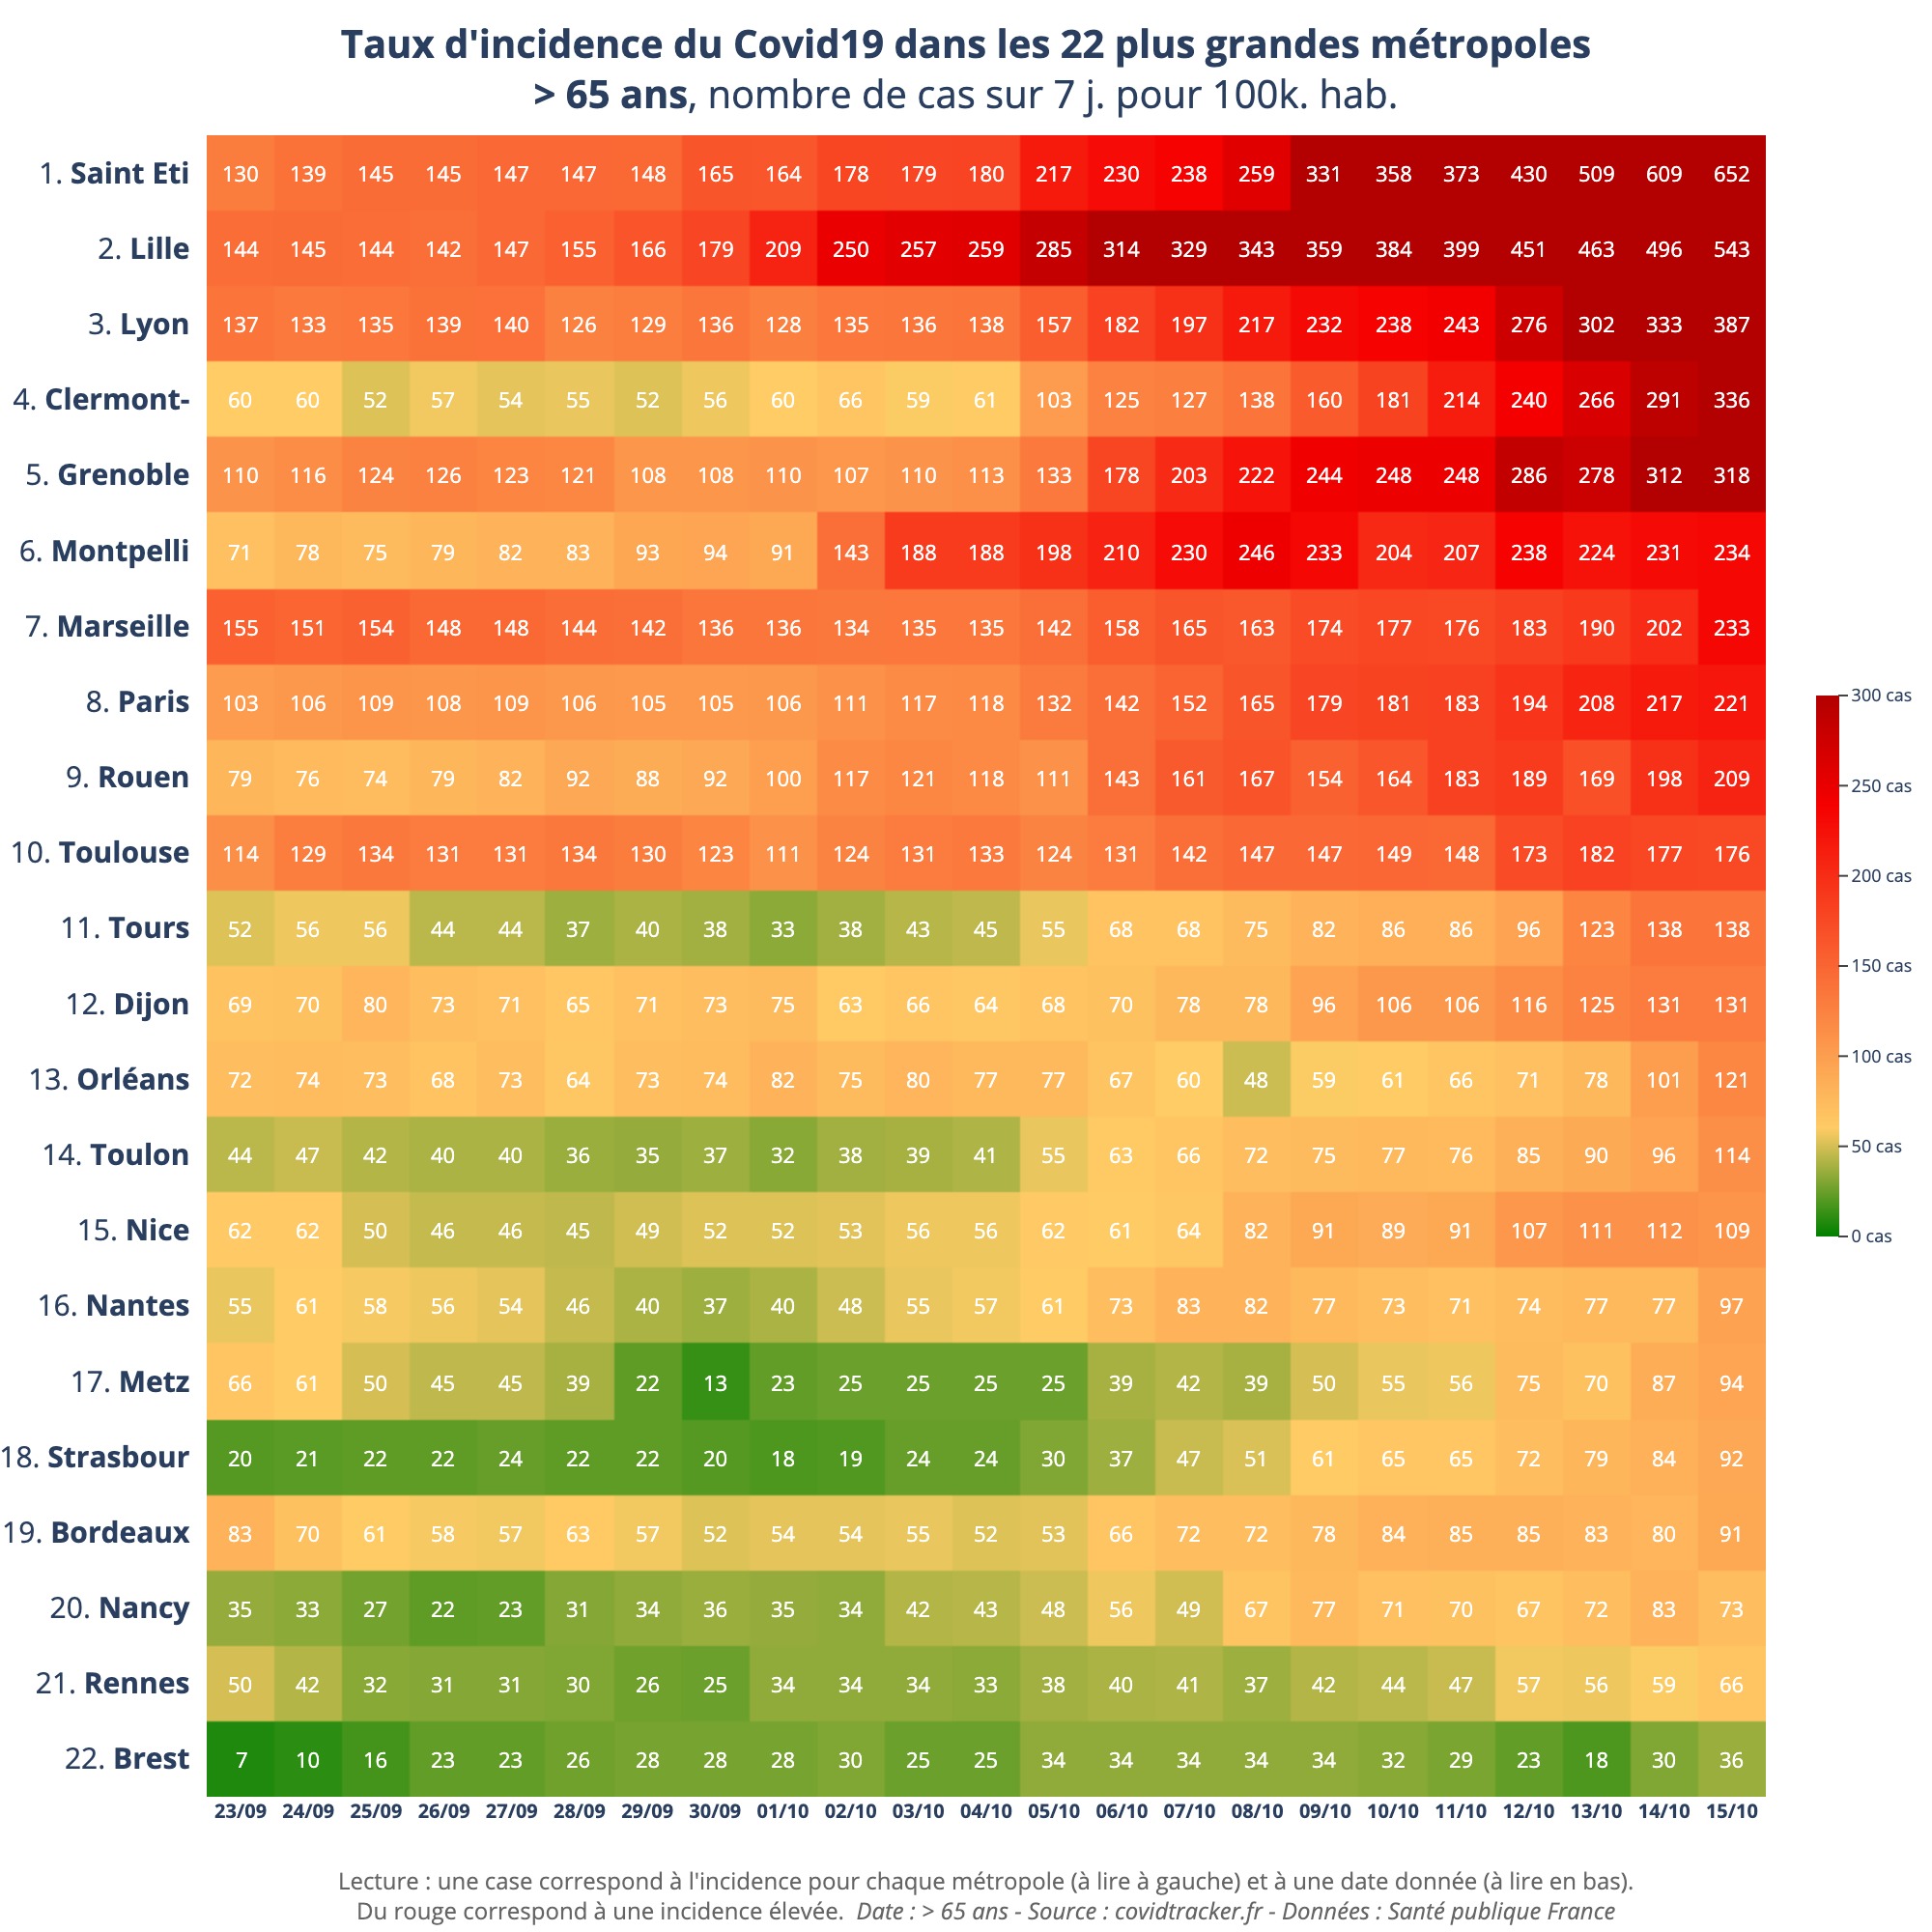 Taux d'incidence du Covid19 dans les 22 plus grandes métropoles
> 65 ans, nombre de cas sur 7 j. pour 100k. hab.
1. Saint Eti 130 139 145 145 147 147 148 165 164 178 179 180 217 230 238 259 331 358 373 430 509 609 652
2. Lille 144 145 144 142 147 155 166 179 209 250 257 259 285 314 329 343 359 384 399 451 463 496 543
3. Lyon 137 133 135 139 140 126 129 136 128 135 136 138 157 182 197 217 232 238 243 276 302 333 387
4. Clermont- 60 60 52 57 54 55 52 56 60 66 59 61 103 125 127 138 160 181 214 240 266 291 336
5. Grenoble 110 116 124 126 123 121 108 108 110 107 110 113 133 178 203 222 244 248 248 286 278 312 318
6. Montpelli 71 78 75 79 82 83 93 94 91 143 188 188 198 210 230 246 233 204 207 238 224 231 234
7. Marseille 155 151 154 148 148 144 142 136 136 134 135 135 142 158 165 163 174 177 176 183 190 202 233
8. Paris 103 106 109 108 109 106 105 105 106 111 117 118 132 142 152 165 179 181 183 194 208 217 221
9. Rouen 79 76 74 79 82 92 88 92 100 117 121 118 111 143 161 167 154 164 183 189 169 198 209
10. Toulouse 114 129 134 131 131 134 130 123 111 124 131 133 124 131 142 147 147 149 148 173 182 177 176
11. Tours 52 56 56 44 44 37 40 38 33 38 43 45 55 68 68 75 82 86 86 96 123 138 138
12. Dijon 69 70 80 73 71 65 71 73 75 63 66 64 68 70 78 78 96 106 106 116 125 131 131
13. Orléans 72 74 73 68 73 64 73 74 82 75 80 77 77 67 60 48 59 61 66 71 78 101 121
14. Toulon 44 47 42 40 40 36 35 37 32 38 39 41 55 63 66 72 75 77 76 85 90 96 114
15. Nice 62 62 50 46 46 45 49 52 52 53 56 56 62 61 64 82 91 89 91 107 111 112 109
16. Nantes 55 61 58 56 54 46 40 37 40 48 55 57 61 73 83 82 77 73 71 74 77 77 97
17. Metz 66 61 50 45 45 39 22 13 23 25 25 25 25 39 42 39 50 55 56 75 70 87 94
18. Strasbour 20 21 22 22 24 22 22 20 18 19 24 24 30 37 47 51 61 65 65 72 79 84 92
19. Bordeaux 83 70 61 58 57 63 57 52 54 54 55 52 53 66 72 72 78 84 85 85 83 80 91
20. Nancy 35 33 27 22 23 31 34 36 35 34 42 43 48 56 49 67 77 71 70 67 72 83 73
21. Rennes 50 42 32 31 31 30 26 25 34 34 34 33 38 40 41 37 42 44 47 57 56 59 66
22. Brest 7 10 16 23 23 26 28 28 28 30 25 25 34 34 34 34 34 32 29 23 18 30 36
23/09 24/09 25/09 26/09 27/09 28/09 29/09 30/09 01/10 02/10 03/10 04/10 05/10 06/10 07/10 08/10 09/10 10/10 11/10 12/10 13/10 14/10 15/10
300 cas
250 cas
200 cas
150 cas
100 cas
50 cas
0 cas
Lecture : une case correspond à l'incidence pour chaque métropole (à lire à gauche) et à une date donnée (à lire en bas).
Du rouge correspond à une incidence élevée. Date : > 65 ans - Source : covidtracker.fr - Données : Santé publique France